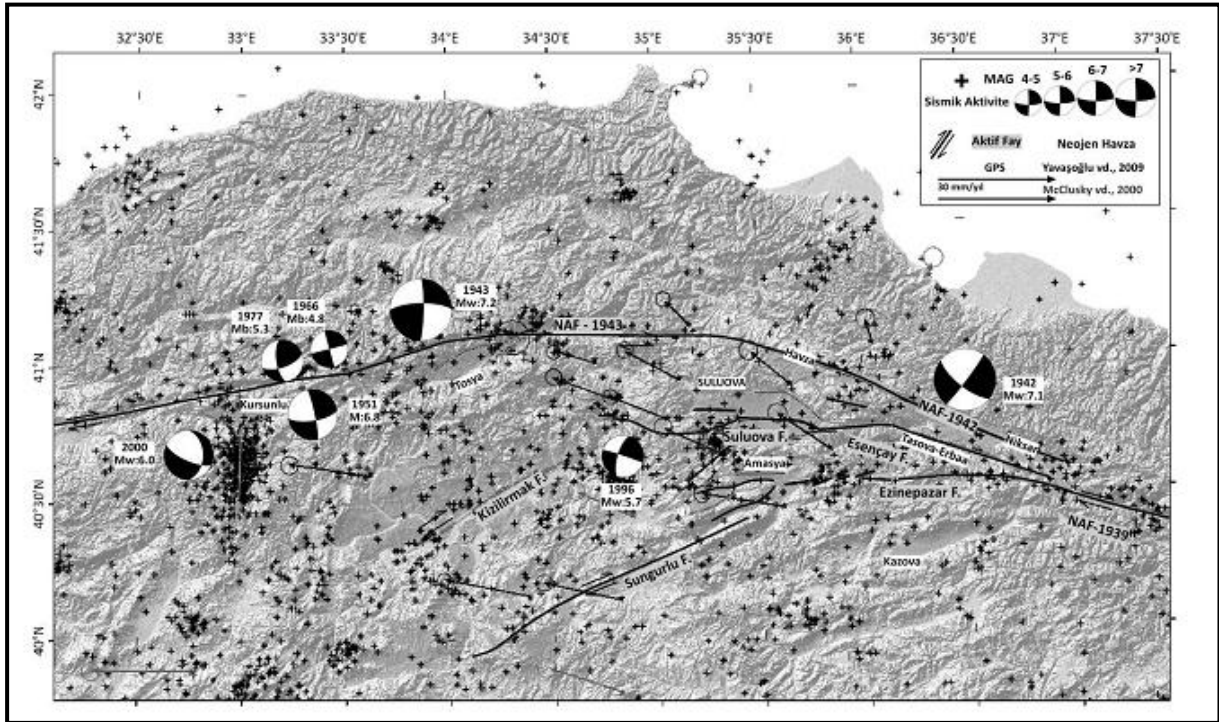 32°30'E 33°E 33°30'E 34°E 34°30'E 35°E 35°30'E 36°E 36°30'E 37°E 37°30'E
42°N
41°30'N
41°N
40°30'N
40°N
MAG 4-5 5-6 6-7 >7
Sismik Aktivite
Aktif Fay Neojen Havza
GPS Yavaşoğlu vd., 2009
30 mm/yıl McClusky vd., 2000
1943
Mw:7.2
1966
Mb:4.8
1977
Mb:5.3
NAF - 1943
Havza
Tosya
SULUOVA
1942
Mw:7.1
Kursunlu
1951
M:6.8
NAF-1942
Niksar
2000
Mw:6.0
Suluova F.
Esençay F.
Tasova-Erbaa
Amasya
1996
Mw:5.7
Kizilirmak F.
Ezinepazar F.
NAF-1939
Kazova
Sungurlu F.